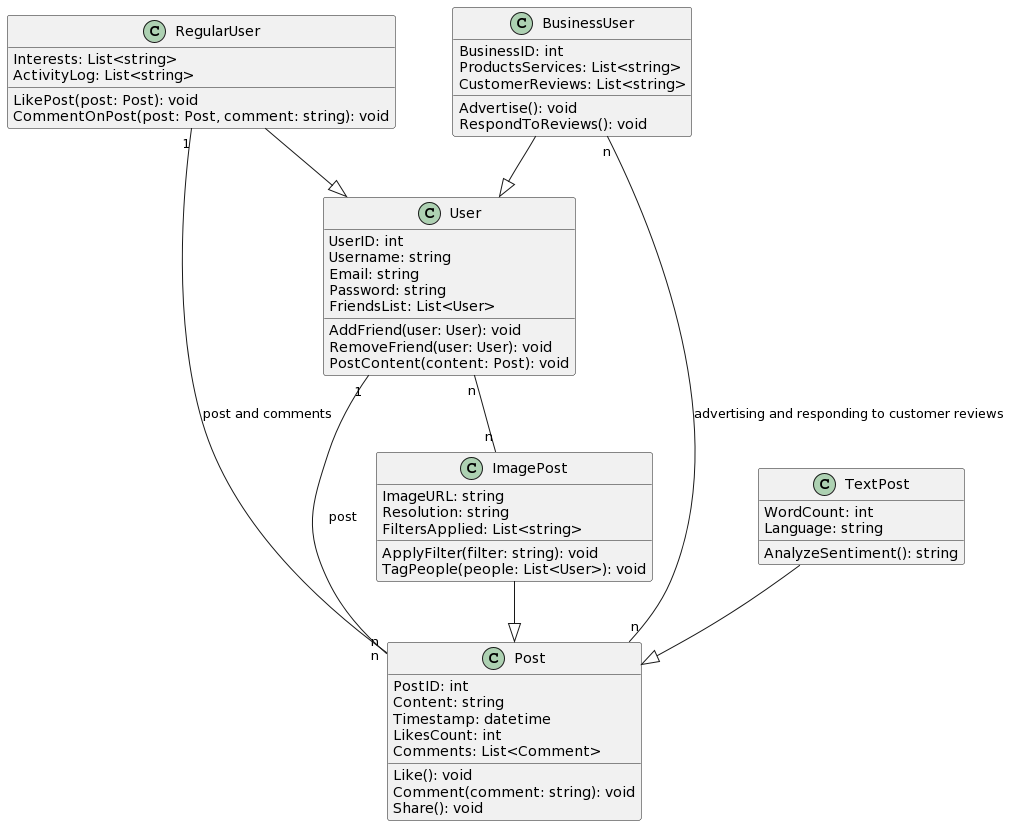 C RegularUser
Interests: List<string>
ActivityLog: List<string>
LikePost(post: Post): void
CommentOnPost(post: Post, comment: string): void
C BusinessUser
BusinessID: int
ProductsServices: List<string>
CustomerReviews: List<string>
Advertise(): void
RespondToReviews(): void
1
n
C User
UserID: int
Username: string
Email: string
Password: string
FriendsList: List<User>
AddFriend(user: User): void
RemoveFriend(user: User): void
PostContent(content: Post): void
1
n
post and comments
advertising and responding to customer reviews
n
C ImagePost
ImageURL: string
Resolution: string
FiltersApplied: List<string>
ApplyFilter(filter: string): void
TagPeople(people: List<User>): void
C TextPost
WordCount: int
Language: string
AnalyzeSentiment(): string
post
n
n
n
C Post
PostID: int
Content: string
Timestamp: datetime
LikesCount: int
Comments: List<Comment>
Like(): void
Comment(comment: string): void
Share(): void